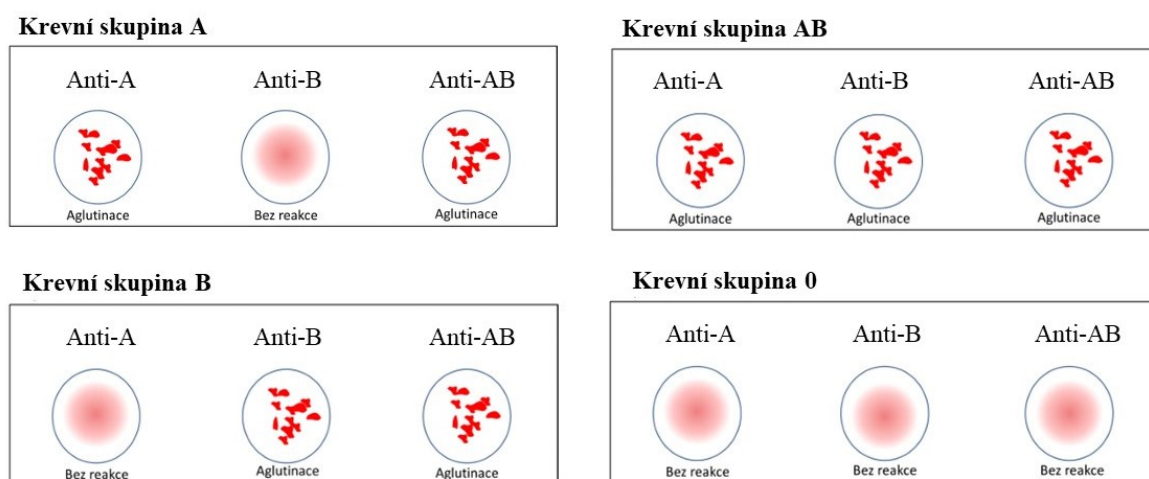 Krevní skupina A
Anti-A Anti-B Anti-AB
Aglutinace Bez reakce Aglutinace
Krevní skupina AB
Anti-A Anti-B Anti-AB
Aglutinace Aglutinace Aglutinace
Krevní skupina B
Anti-A Anti-B Anti-AB
Bez reakce Aglutinace Aglutinace
Krevní skupina 0
Anti-A Anti-B Anti-AB
Bez reakce Bez reakce Bez reakce